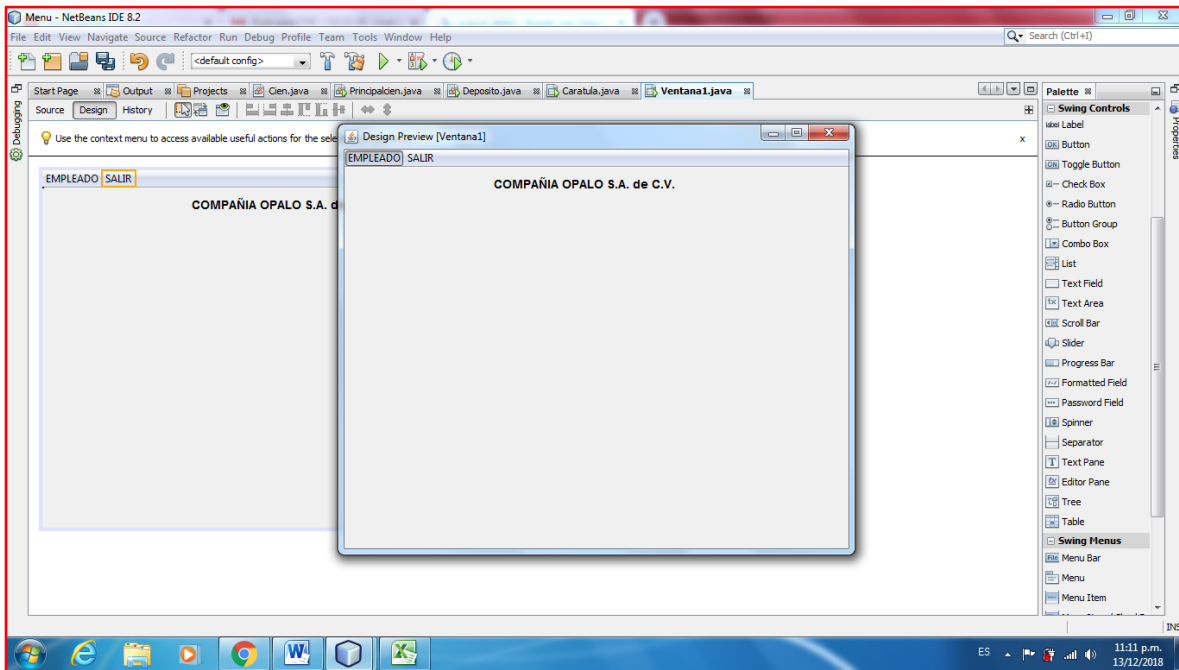 Menu - NetBeans IDE 8.2
File Edit View Navigate Source Refactor Run Debug Profile Team Tools Window Help
Search (Ctrl+I)
<default config>
Start Page Output Projects Cien.java Principalcien.java Deposito.java Caratula.java Ventana1.java
Source Design History
Use the context menu to access available useful actions for the sele
x
Debugging
EMPLEADO SALIR
COMPAÑIA OPALO S.A. d
Design Preview [Ventana1]
EMPLEADO SALIR
COMPAÑIA OPALO S.A. de C.V.
Palette
Properties
Swing Controls
label Label
OK Button
ON Toggle Button
Check Box
Radio Button
Button Group
Combo Box
List
Text Field
Text Area
Scroll Bar
Slider
Progress Bar
Formatted Field
Password Field
Spinner
Separator
T Text Pane
Editor Pane
Tree
Table
Swing Menus
File Menu Bar
Menu
Menu Item
INS
ES
11:11 p.m.
13/12/2018